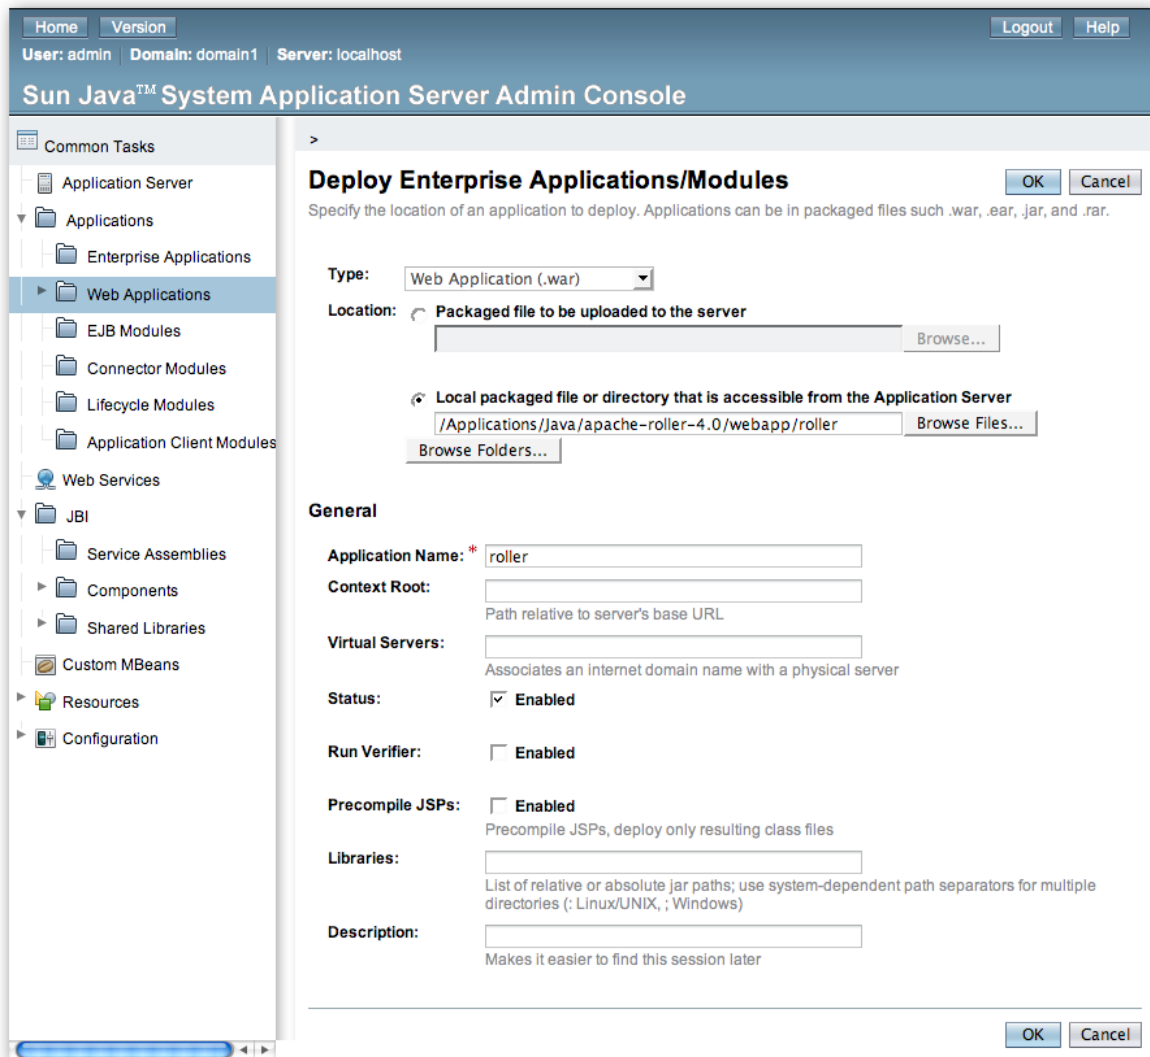 Home Version Logout Help
User: admin Domain: domain1 Server: localhost
Sun Java™ System Application Server Admin Console
Common Tasks
Application Server
Applications
Enterprise Applications
Web Applications
EJB Modules
Connector Modules
Lifecycle Modules
Application Client Modules
Web Services
JBI
Service Assemblies
Components
Shared Libraries
Custom MBeans
Resources
Configuration
>
Deploy Enterprise Applications/Modules OK Cancel
Specify the location of an application to deploy. Applications can be in packaged files such .war, .ear, .jar, and .rar.
Type: Web Application (.war)
Location: Packaged file to be uploaded to the server
Browse...
Local packaged file or directory that is accessible from the Application Server
/Applications/Java/apache-roller-4.0/webapp/roller Browse Files...
Browse Folders...
General
Application Name: * roller
Context Root:
Path relative to server's base URL
Virtual Servers:
Associates an internet domain name with a physical server
Status: Enabled
Run Verifier: Enabled
Precompile JSPs: Enabled
Precompile JSPs, deploy only resulting class files
Libraries:
List of relative or absolute jar paths; use system-dependent path separators for multiple
directories (: Linux/UNIX, ; Windows)
Description:
Makes it easier to find this session later
OK Cancel